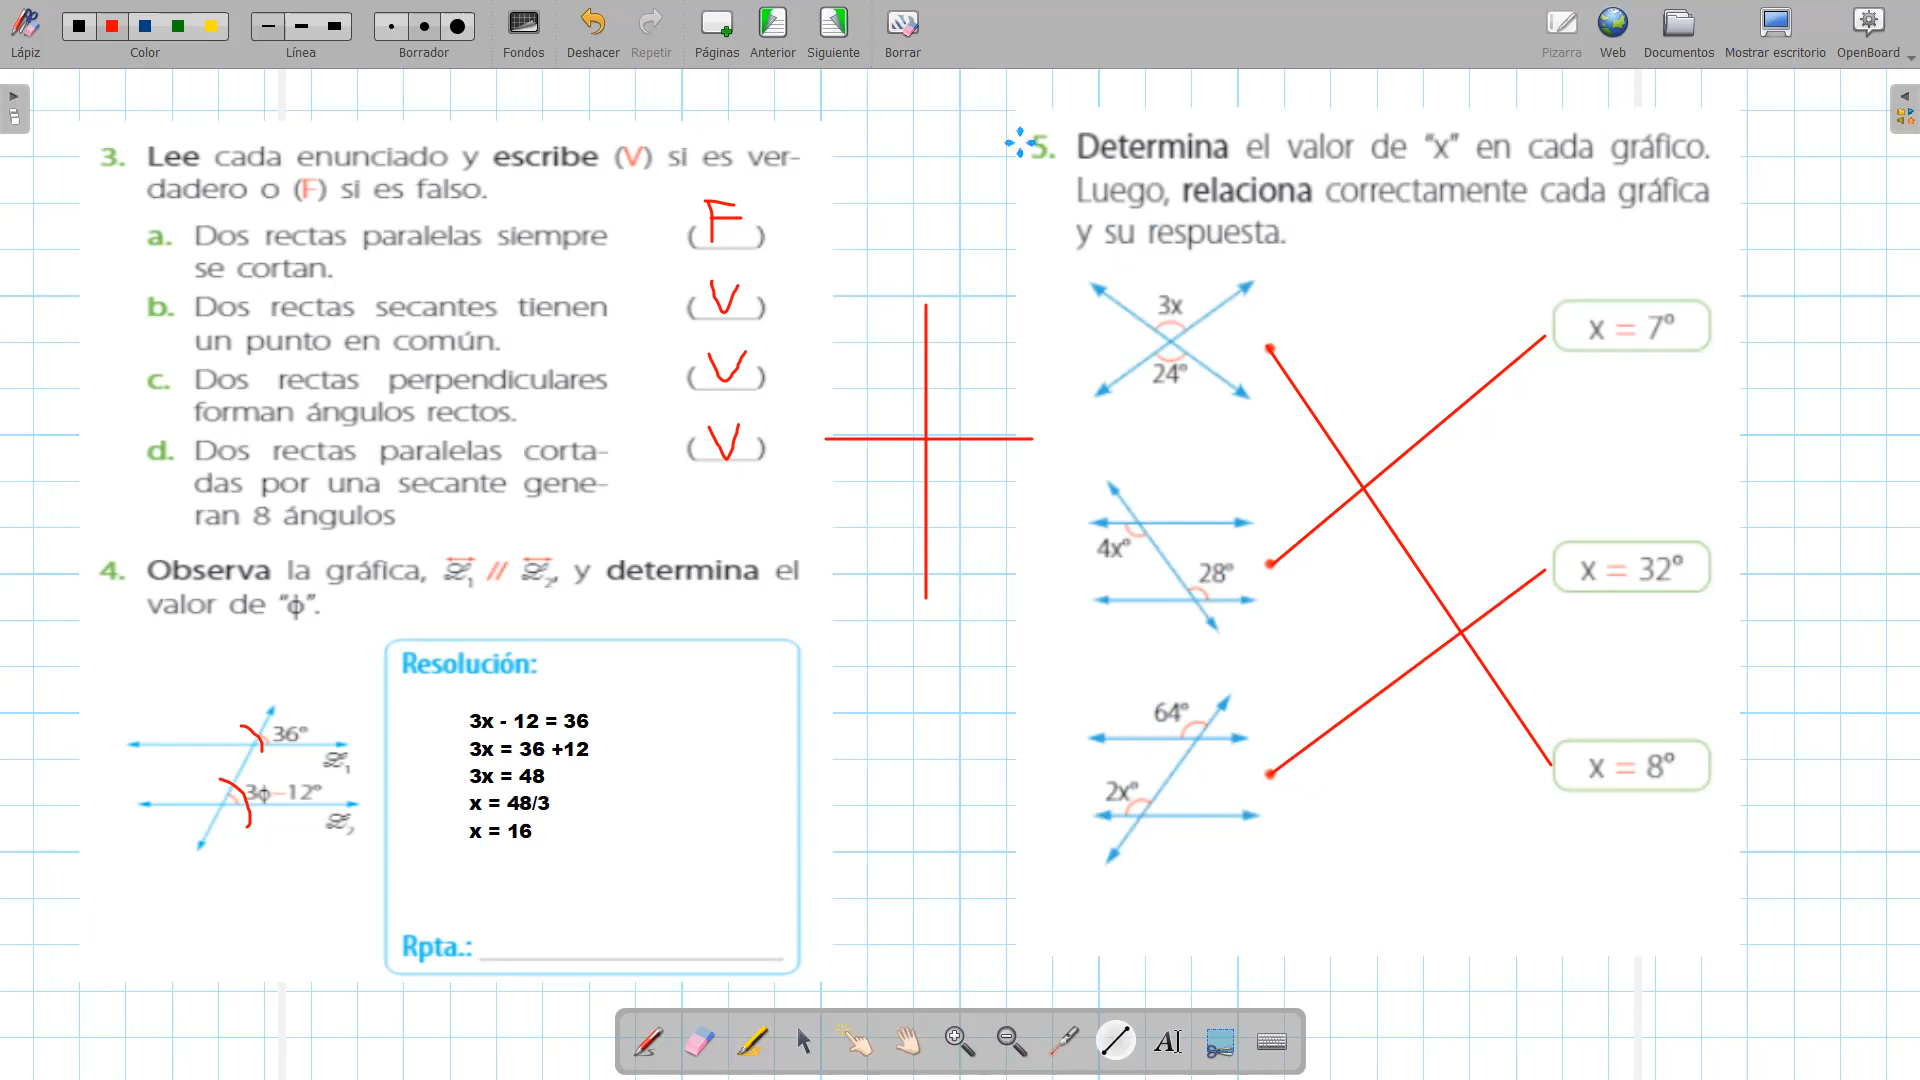 Lápiz
Color
Línea
Borrador
Fondos
Deshacer
Repetir
Páginas
Anterior
Siguiente
Borrar
Pizarra
Web
Documentos
Mostrar escritorio
OpenBoard
3. Lee cada enunciado y escribe (V) si es ver-
dadero o (F) si es falso.
a. Dos rectas paralelas siempre (F)
se cortan.
b. Dos rectas secantes tienen (V)
un punto en común.
c. Dos rectas perpendiculares (V)
forman ángulos rectos.
d. Dos rectas paralelas corta- (V)
das por una secante gene-
ran 8 ángulos
4. Observa la gráfica, ℒ₁ // ℒ₂, y determina el
valor de “ϕ”.
36°
ℒ₁
3ϕ–12°
ℒ₂
Resolución:
3x - 12 = 36
3x = 36 +12
3x = 48
x = 48/3
x = 16
Rpta.:
5. Determina el valor de “x” en cada gráfico.
Luego, relaciona correctamente cada gráfica
y su respuesta.
3x
24°
x = 7°
4x°
28°
x = 32°
64°
2x°
x = 8°
AI